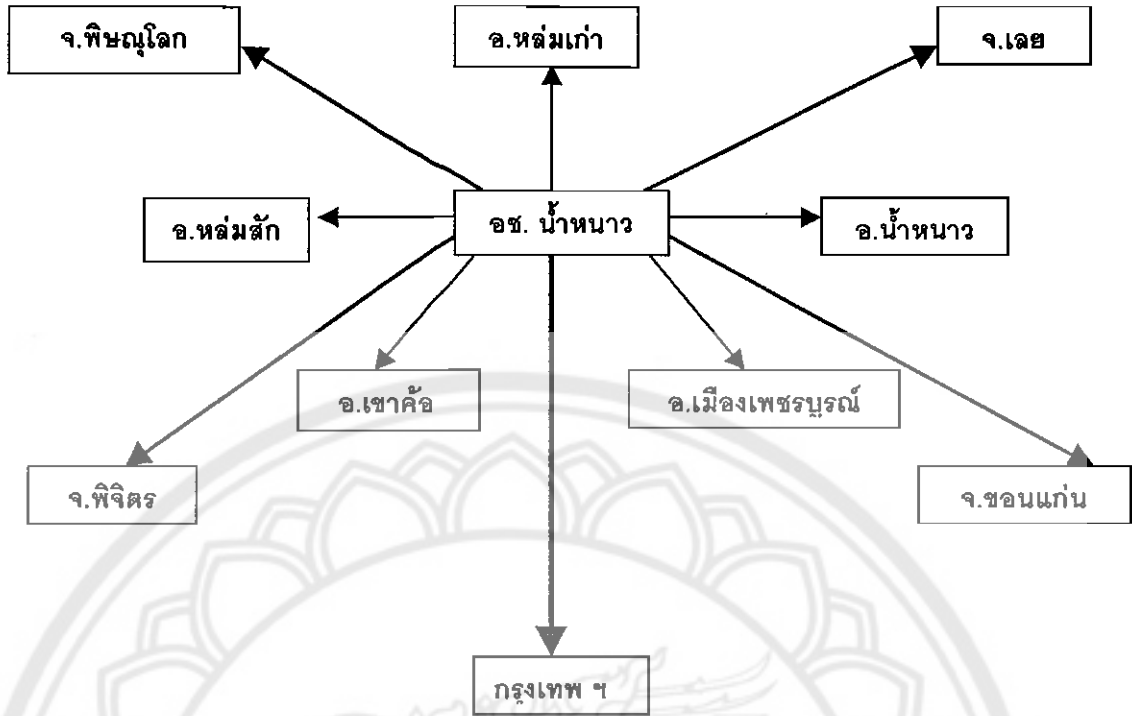 จ.พิษณุโลก
อ.หล่มเก่า
จ.เลย
อ.หล่มสัก
อช. น้ำหนาว
อ.น้ำหนาว
อ.เขาค้อ
อ.เมืองเพชรบูรณ์
จ.พิจิตร
จ.ขอนแก่น
กรุงเทพ ฯ